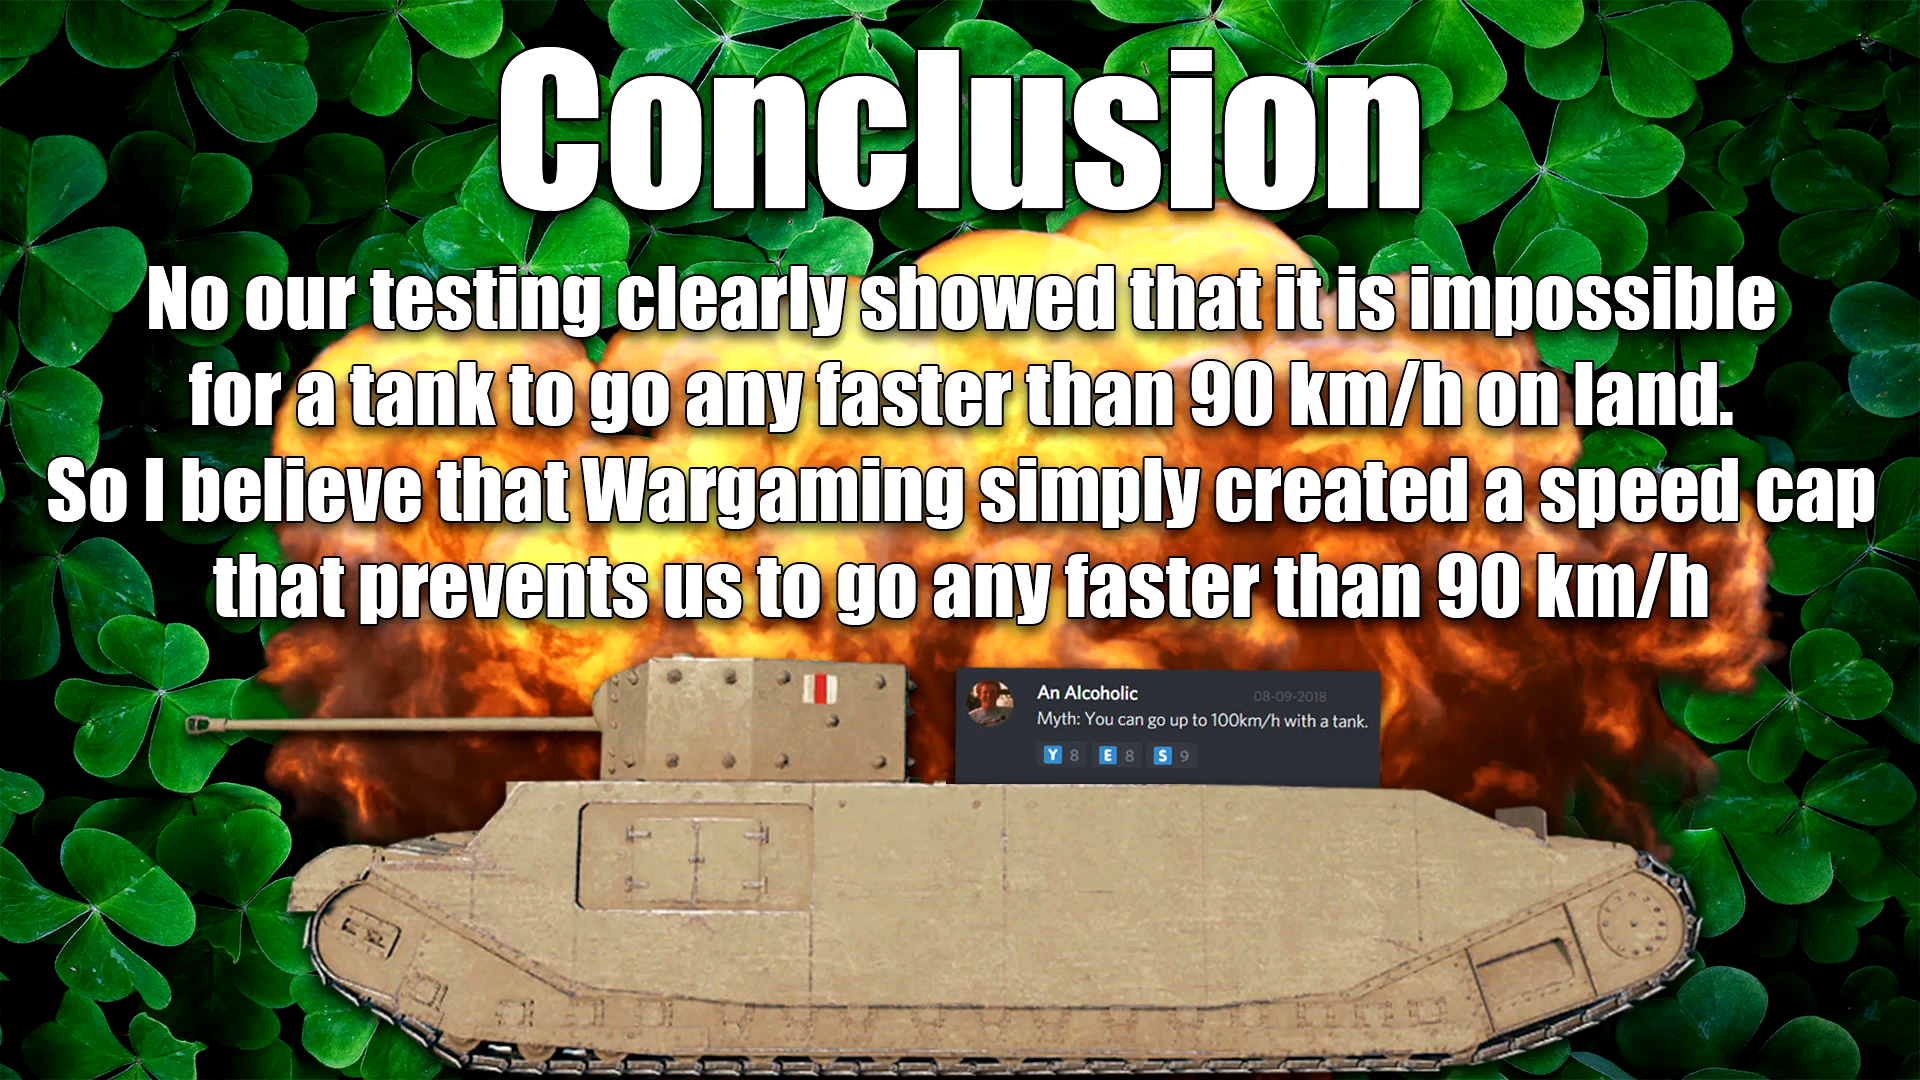 Conclusion
No our testing clearly showed that it is impossible
for a tank to go any faster than 90 km/h on land.
So I believe that Wargaming simply created a speed cap
that prevents us to go any faster than 90 km/h
An Alcoholic 08-09-2018
Myth: You can go up to 100km/h with a tank.
Y 8 E 8 S 9